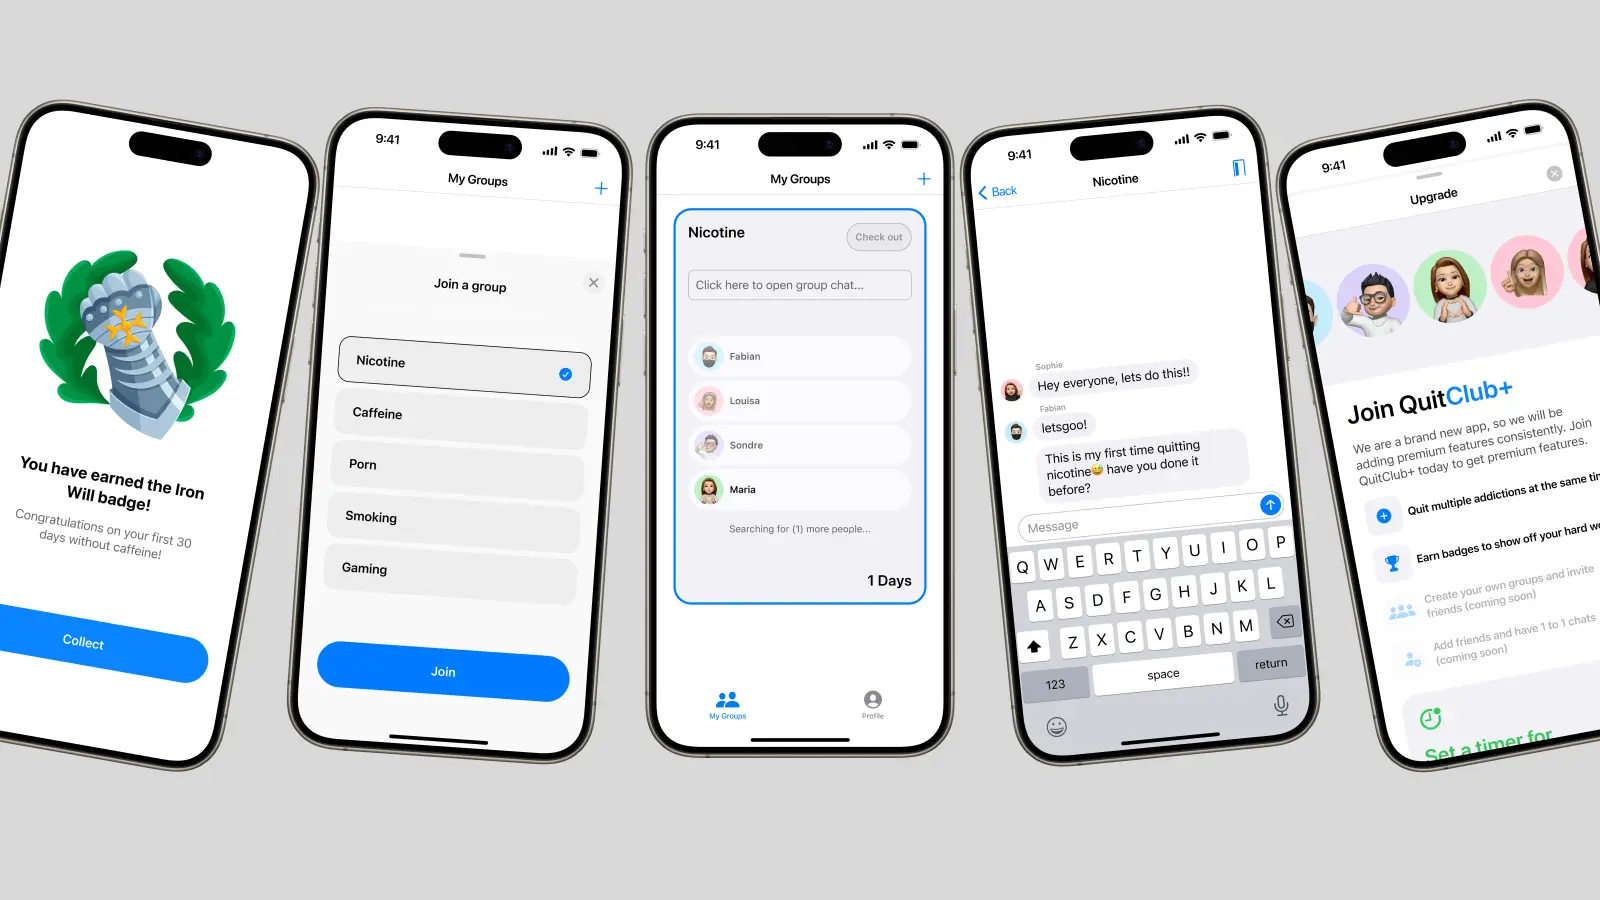 You have earned the Iron
Will badge!
Congratulations on your first 30
days without caffeine!
Collect
9:41
My Groups
Join a group
Nicotine
Caffeine
Porn
Smoking
Gaming
Join
9:41
My Groups
Nicotine
Check out
Click here to open group chat...
Fabian
Louisa
Sondre
Maria
Searching for (1) more people...
1 Days
My Groups
Profile
9:41
Back
Nicotine
Sophie
Hey everyone, lets do this!!
Fabian
letsgoo!
This is my first time quitting
nicotine😅 have you done it
before?
Message
Q W E R T Y U I O P
A S D F G H J K L
Z X C V B N M
123
space
return
9:41
Upgrade
Join QuitClub+
We are a brand new app, so we will be
adding premium features consistently. Join
QuitClub+ today to get premium features.
Quit multiple addictions at the same
Earn badges to show off your hard
Create your own groups and invite
friends (coming soon)
Add friends and have 1 to 1 chats
(coming soon)
Set a timer for